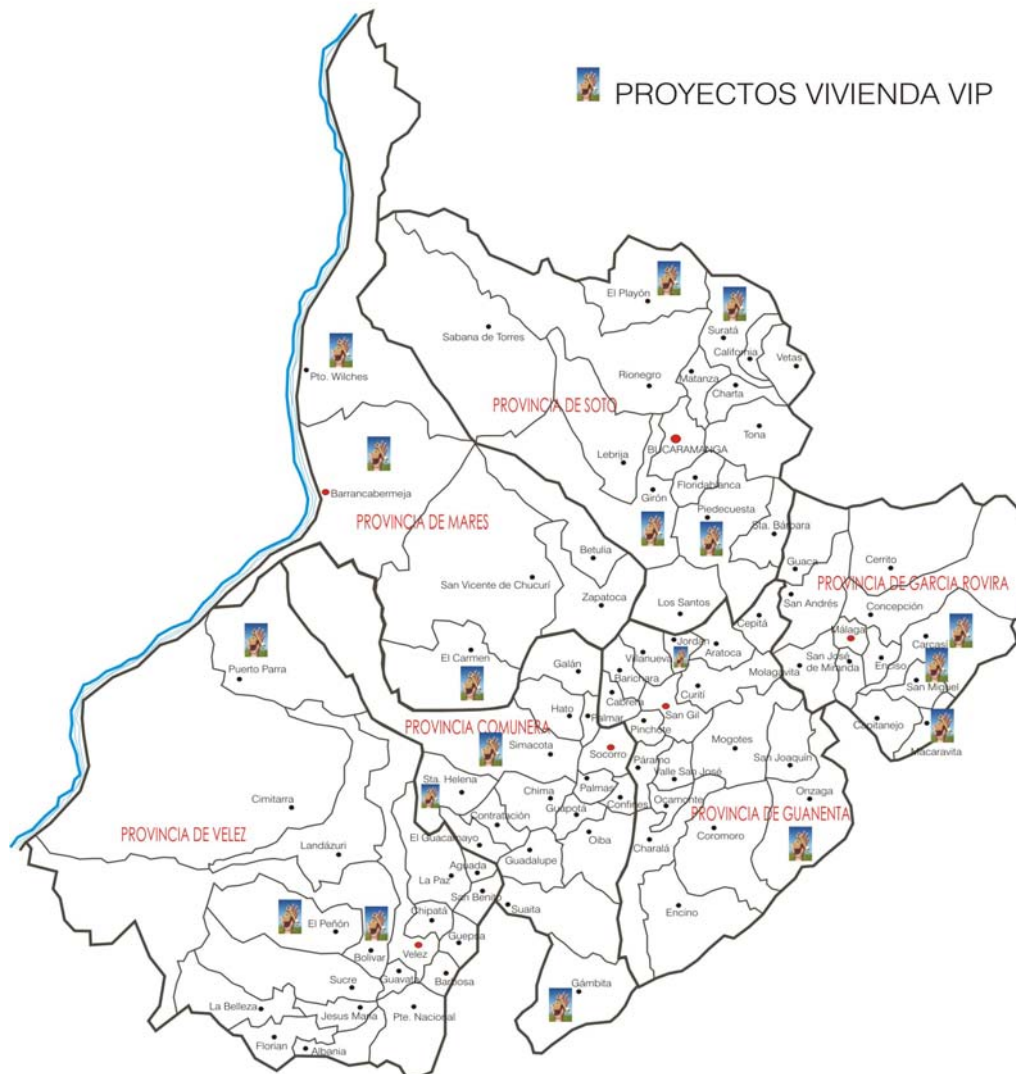 PROYECTOS VIVIENDA VIP
El Playón
Suratá
Sabana de Torres
California
Vetas
Pto. Wilches
Rionegro
Matanza
Charta
PROVINCIA DE SOTO
Tona
BUCARAMANGA
Lebrija
Barrancabermeja
Girón
Floridablanca
PROVINCIA DE MARES
Piedecuesta
Sta. Bárbara
Betulia
Guaca
Cerrito
San Vicente de Chucurí
PROVINCIA DE GARCIA ROVIRA
Zapatoca
Los Santos
San Andrés
Cepitá
Concepción
Málaga
Jordán
Aratoca
Carcasí
El Carmen
Villanueva
San José
de Miranda
Enciso
Puerto Parra
Galán
Barichara
Molagavita
San Miguel
Curití
Cabrera
Hato
Palmar
San Gil
Pinchote
Capitanejo
Macaravita
PROVINCIA COMUNERA
Simacota
Socorro
Mogotes
Páramo
San Joaquín
Sta. Helena
Chima
Palmas
Valle San José
Onzaga
Cimitarra
Confines
Ocamonte
PROVINCIA DE GUANENTA
Guapotá
Contratación
PROVINCIA DE VELEZ
El Guacamayo
Oiba
Charalá
Coromoro
Landázuri
Guadalupe
Aguada
La Paz
San Benito
Suaita
Encino
Chipatá
El Peñón
Guepsa
Bolivar
Velez
Guavata
Barbosa
Sucre
Gámbita
La Belleza
Jesus Maria
Pte. Nacional
Florian
Albania